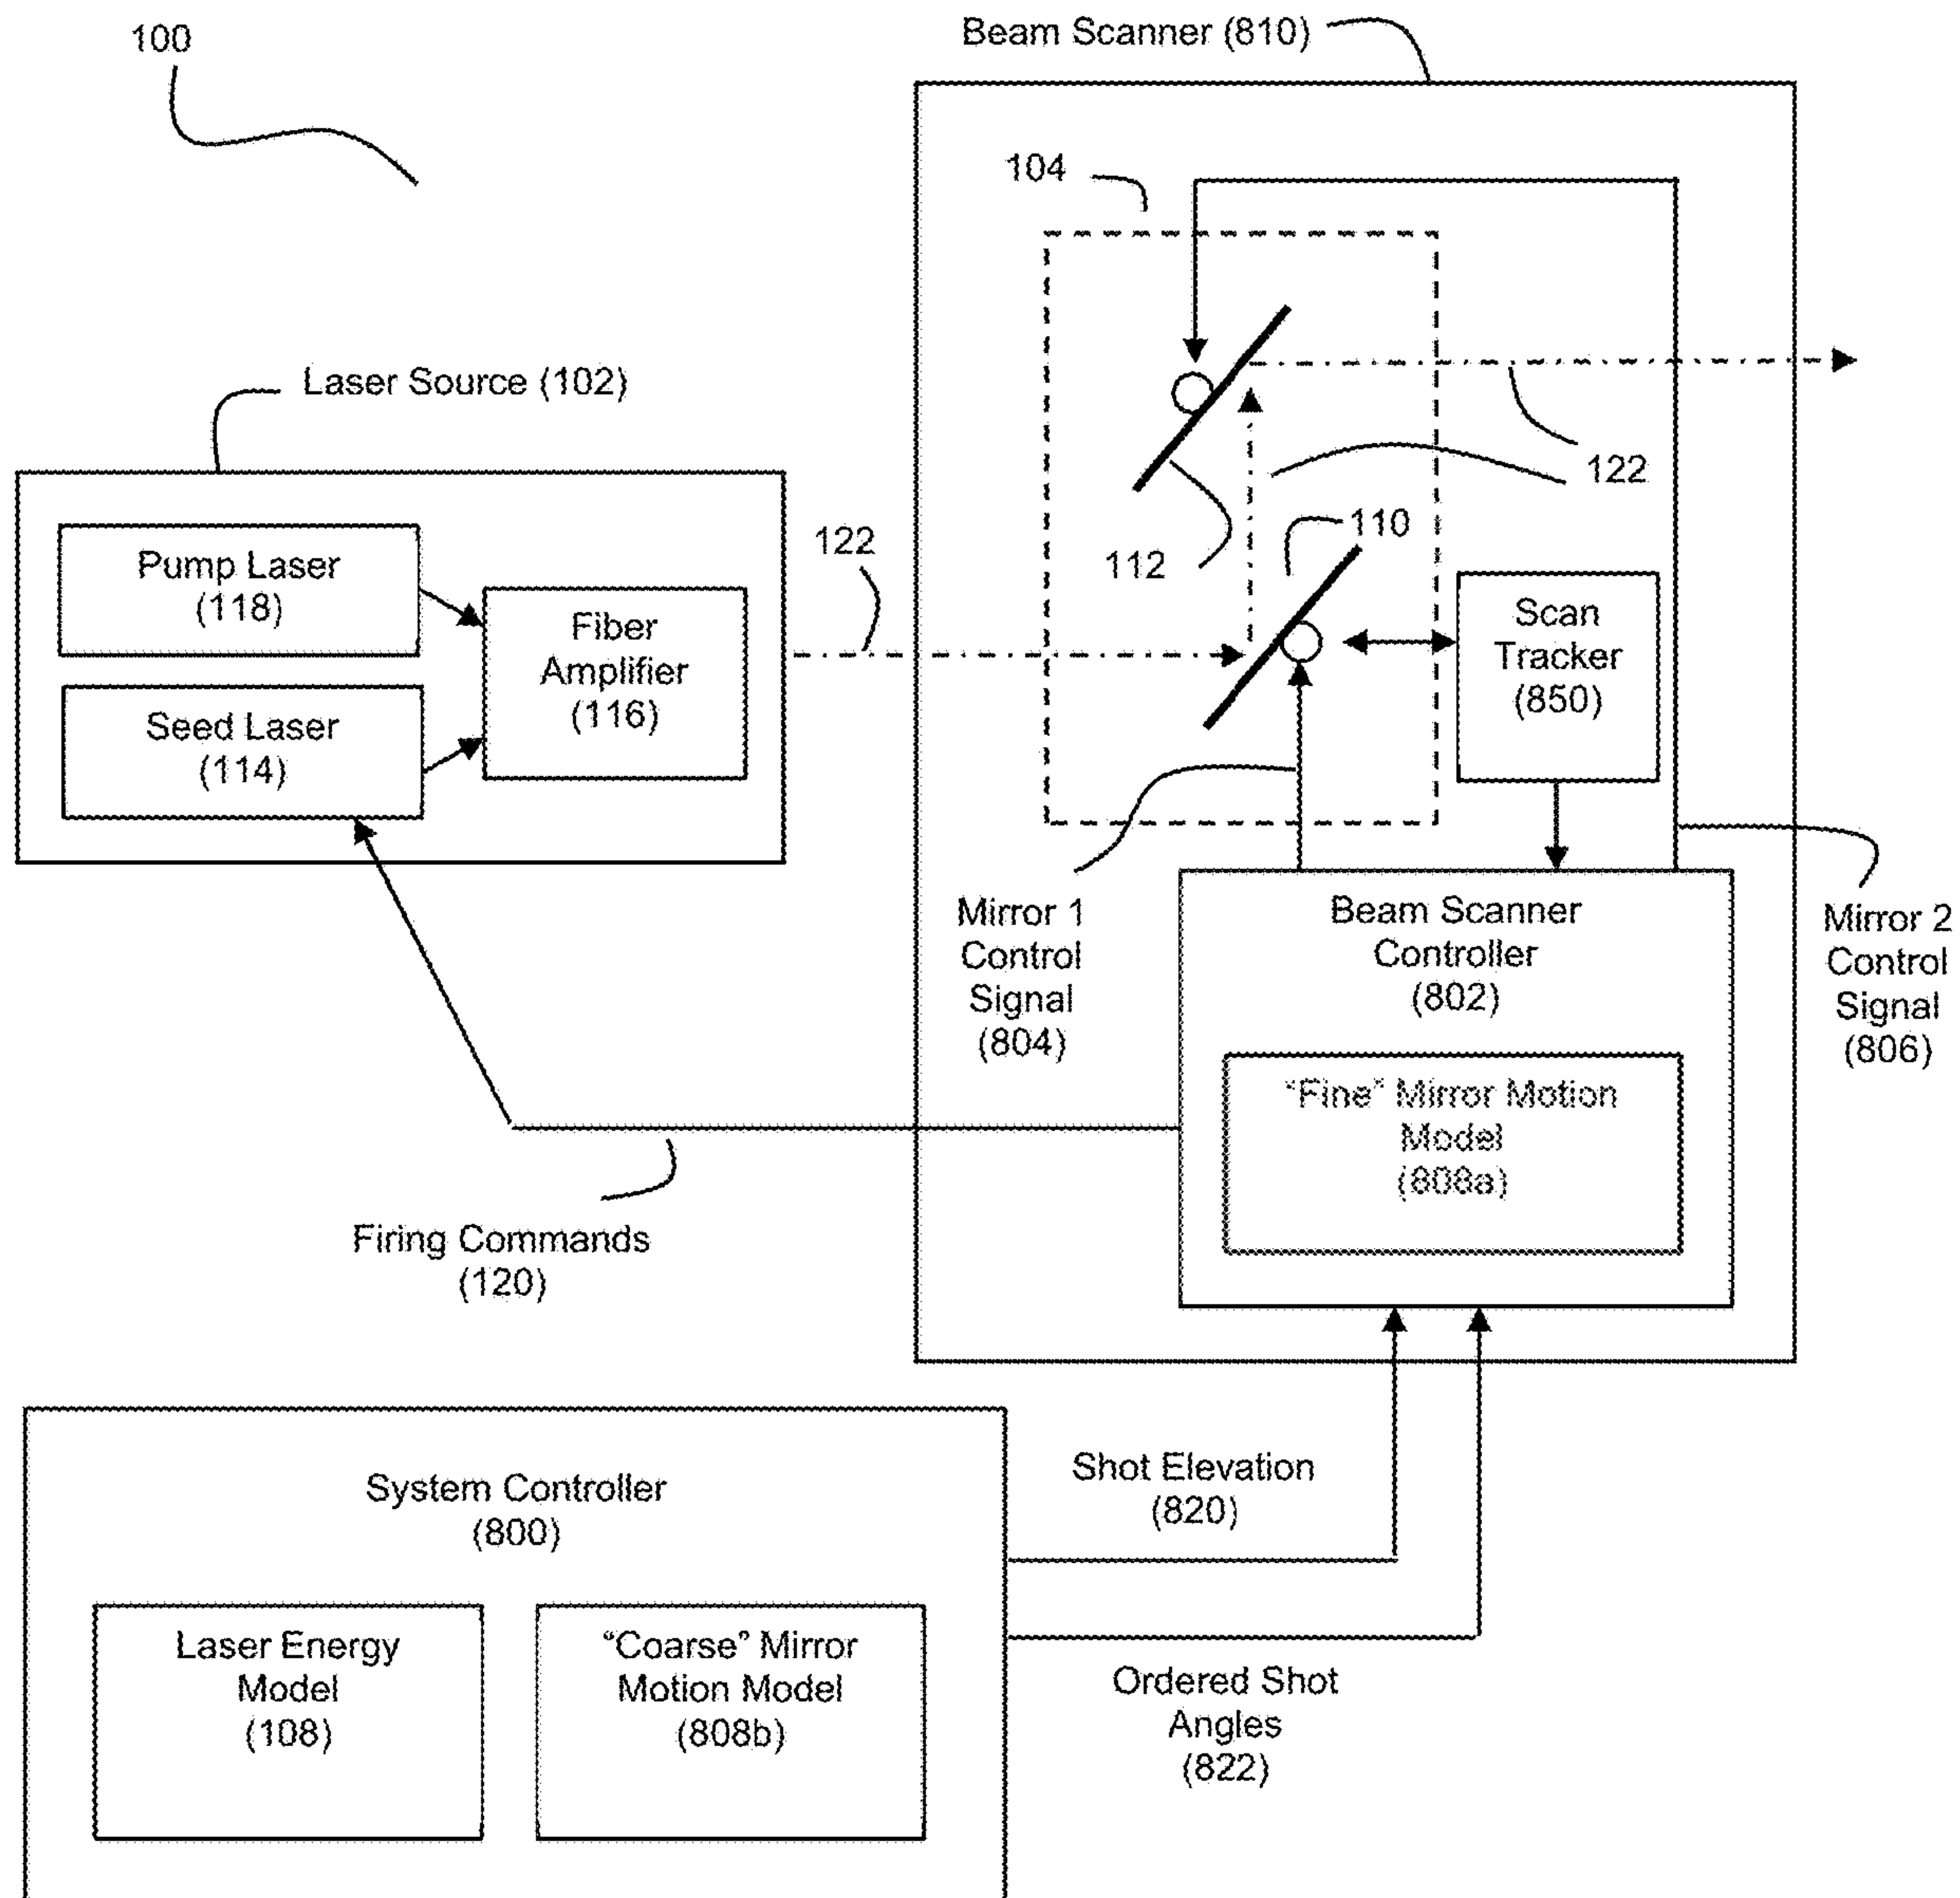 100
Beam Scanner (810)
104
Laser Source (102)
122
110
112
122
Pump Laser
(118)
Seed Laser
(114)
Fiber
Amplifier
(116)
Scan
Tracker
(850)
Mirror 1
Control
Signal
(804)
Beam Scanner
Controller
(802)
Mirror 2
Control
Signal
(806)
"Fine" Mirror Motion
Model
(808a)
Firing Commands
(120)
System Controller
(800)
Shot Elevation
(820)
Laser Energy
Model
(108)
“Coarse” Mirror
Motion Model
(808b)
Ordered Shot
Angles
(822)